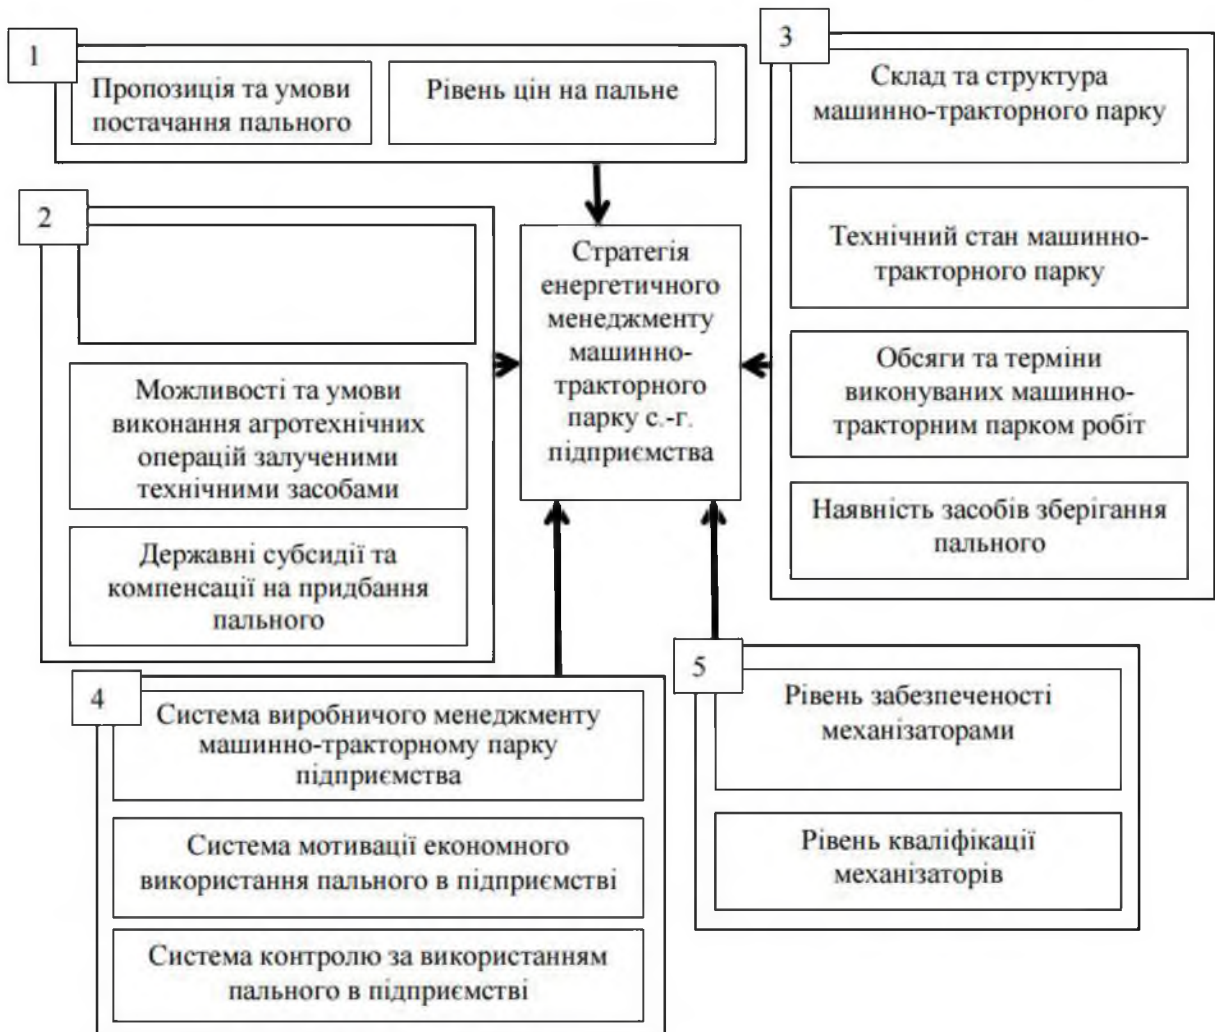 1
Пропозиція та умови
постачання пального
Рівень цін на пальне
2
Можливості та умови
виконання агротехнічних
операцій залученими
технічними засобами
Державні субсидії та
компенсації на придбання
пального
Стратегія
енергетичного
менеджменту
машинно-
тракторного
парку с.-г.
підприємства
3
Склад та структура
машинно-тракторного парку
Технічний стан машинно-
тракторного парку
Обсяги та терміни
виконуваних машинно-
тракторним парком робіт
Наявність засобів зберігання
пального
4
Система виробничого менеджменту
машинно-тракторному парку
підприємства
Система мотивації економного
використання пального в підприємстві
Система контролю за використанням
пального в підприємстві
5
Рівень забезпеченості
механізаторами
Рівень кваліфікації
механізаторів